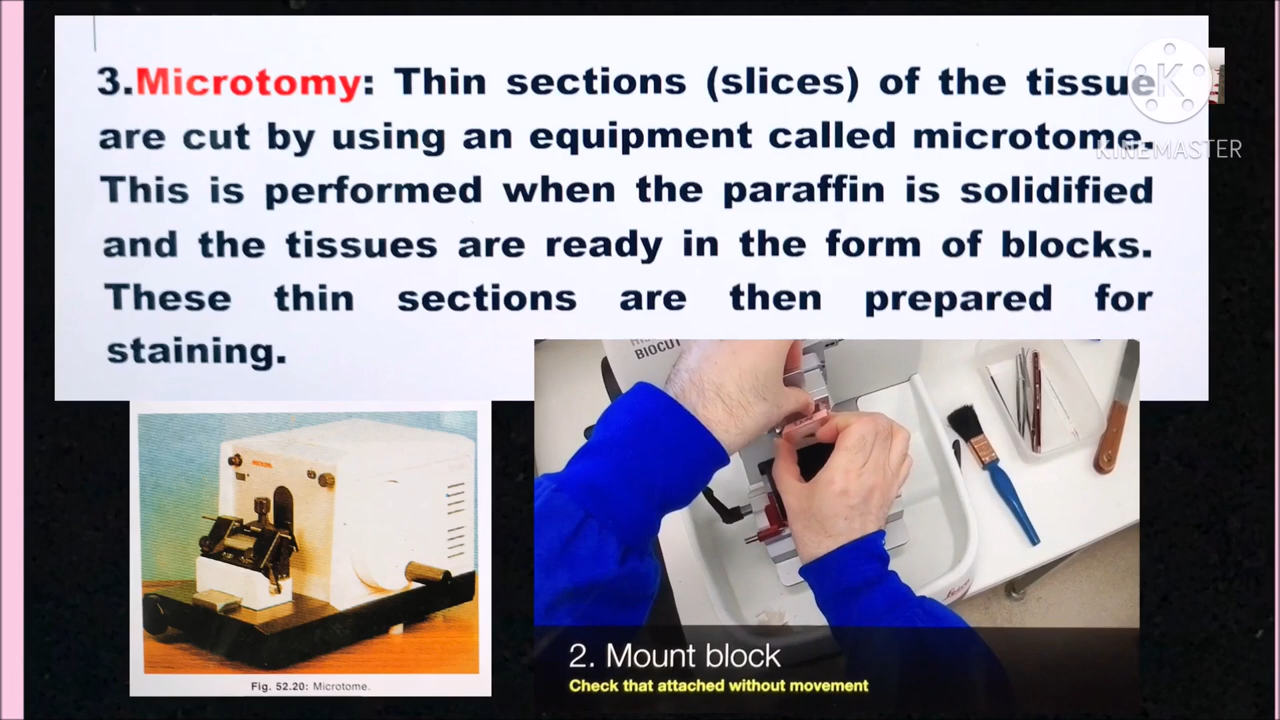 3.Microtomy: Thin sections (slices) of the tissue
are cut by using an equipment called microtome.
This is performed when the paraffin is solidified
and the tissues are ready in the form of blocks.
These thin sections are then prepared for
staining.
K
KINEMASTER
BIOCUT
Fig. 52.20: Microtome.
2. Mount block
Check that attached without movement